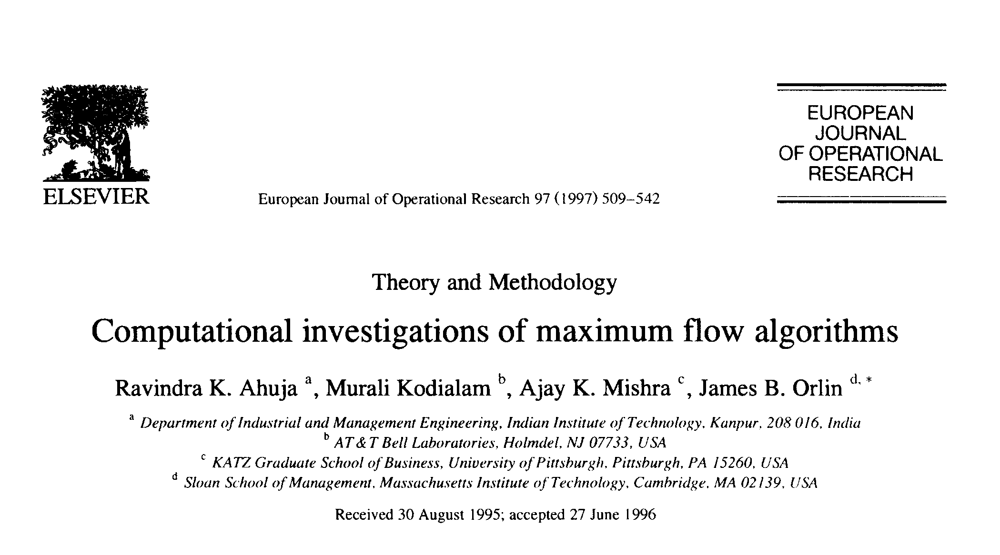 ELSEVIER
European Journal of Operational Research 97 (1997) 509–542
EUROPEAN
JOURNAL
OF OPERATIONAL
RESEARCH
Theory and Methodology
Computational investigations of maximum flow algorithms
Ravindra K. Ahuja a, Murali Kodialam b, Ajay K. Mishra c, James B. Orlin d, *
a Department of Industrial and Management Engineering, Indian Institute of Technology, Kanpur, 208 016, India
b AT & T Bell Laboratories, Holmdel, NJ 07733, USA
c KATZ Graduate School of Business, University of Pittsburgh, Pittsburgh, PA 15260, USA
d Sloan School of Management, Massachusetts Institute of Technology, Cambridge, MA 02139, USA
Received 30 August 1995; accepted 27 June 1996